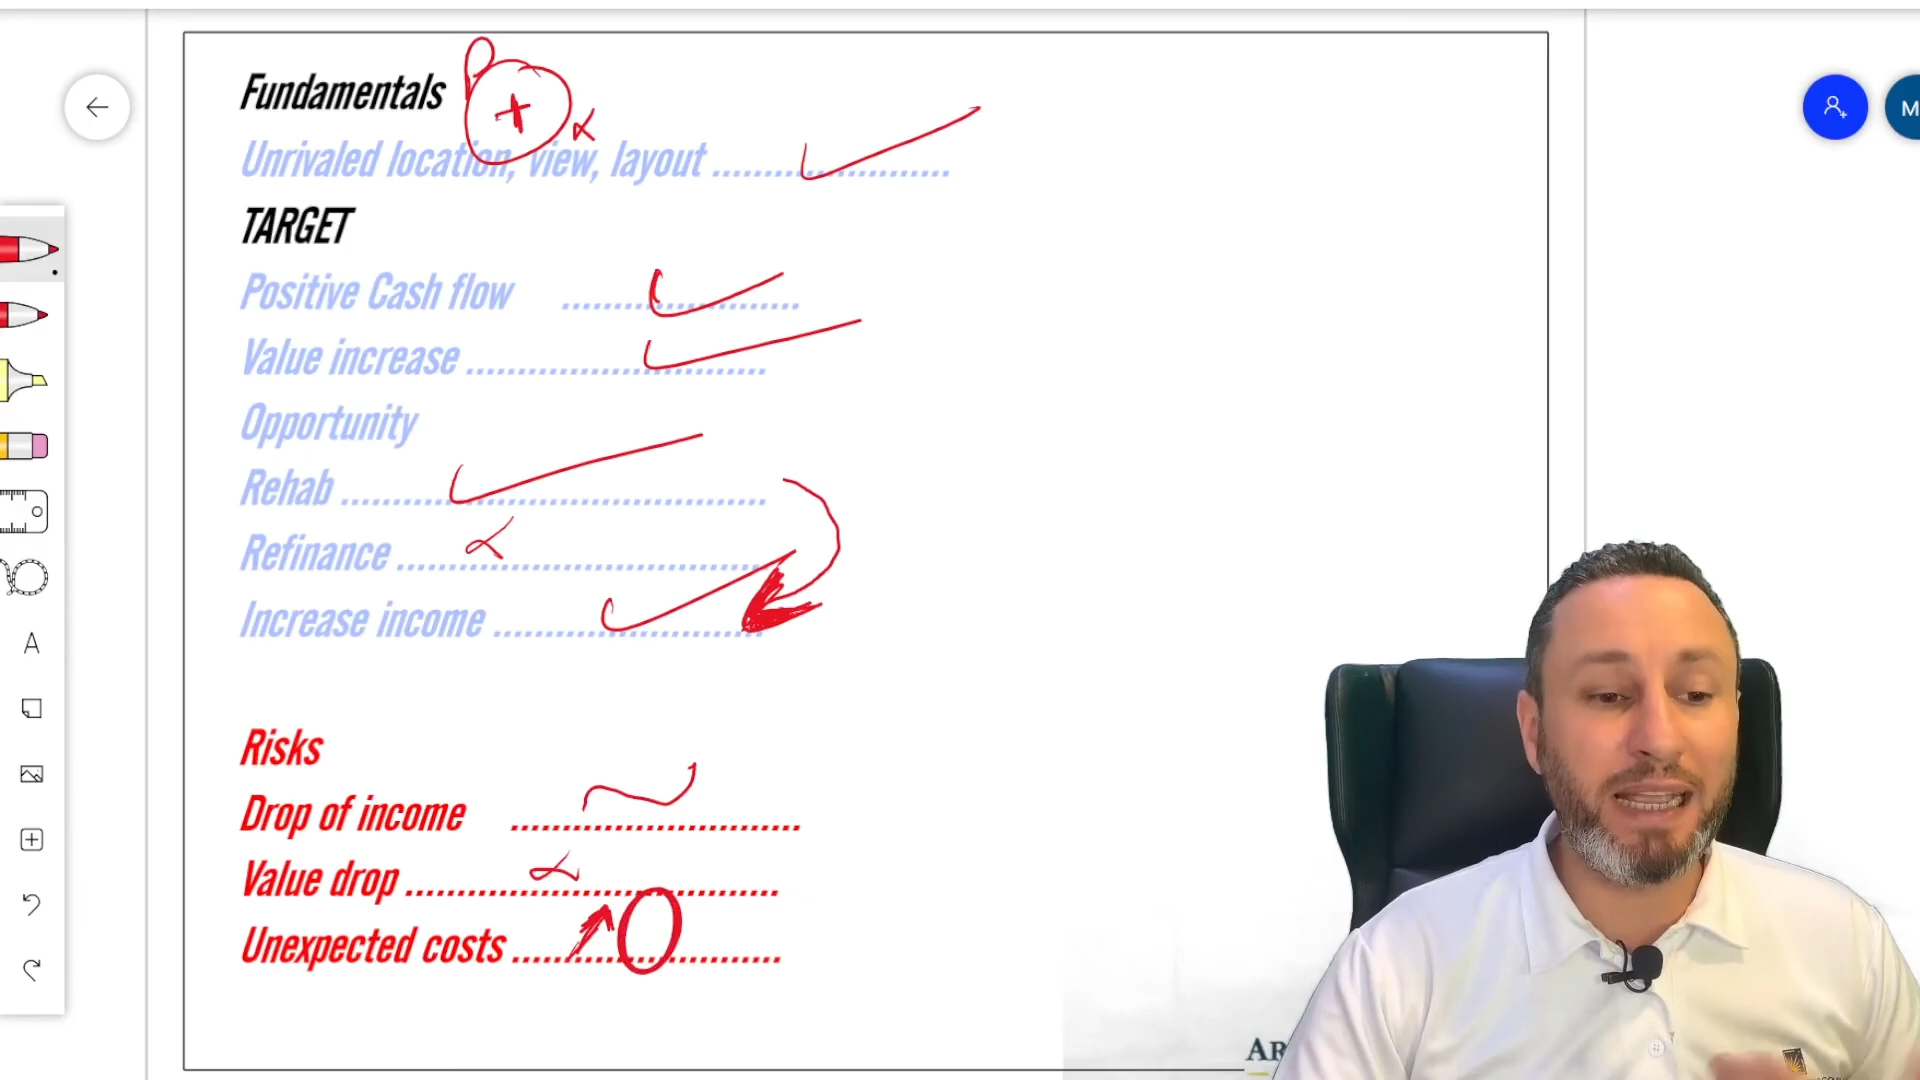 Fundamentals
Unrivaled location, view, layout ........................
TARGET
Positive Cash flow ........................
Value increase ..............................
Opportunity
Rehab ..........................................
Refinance ....................................
Increase income ...........................
Risks
Drop of income .............................
Value drop .....................................
Unexpected costs ...........................
A
M
AR